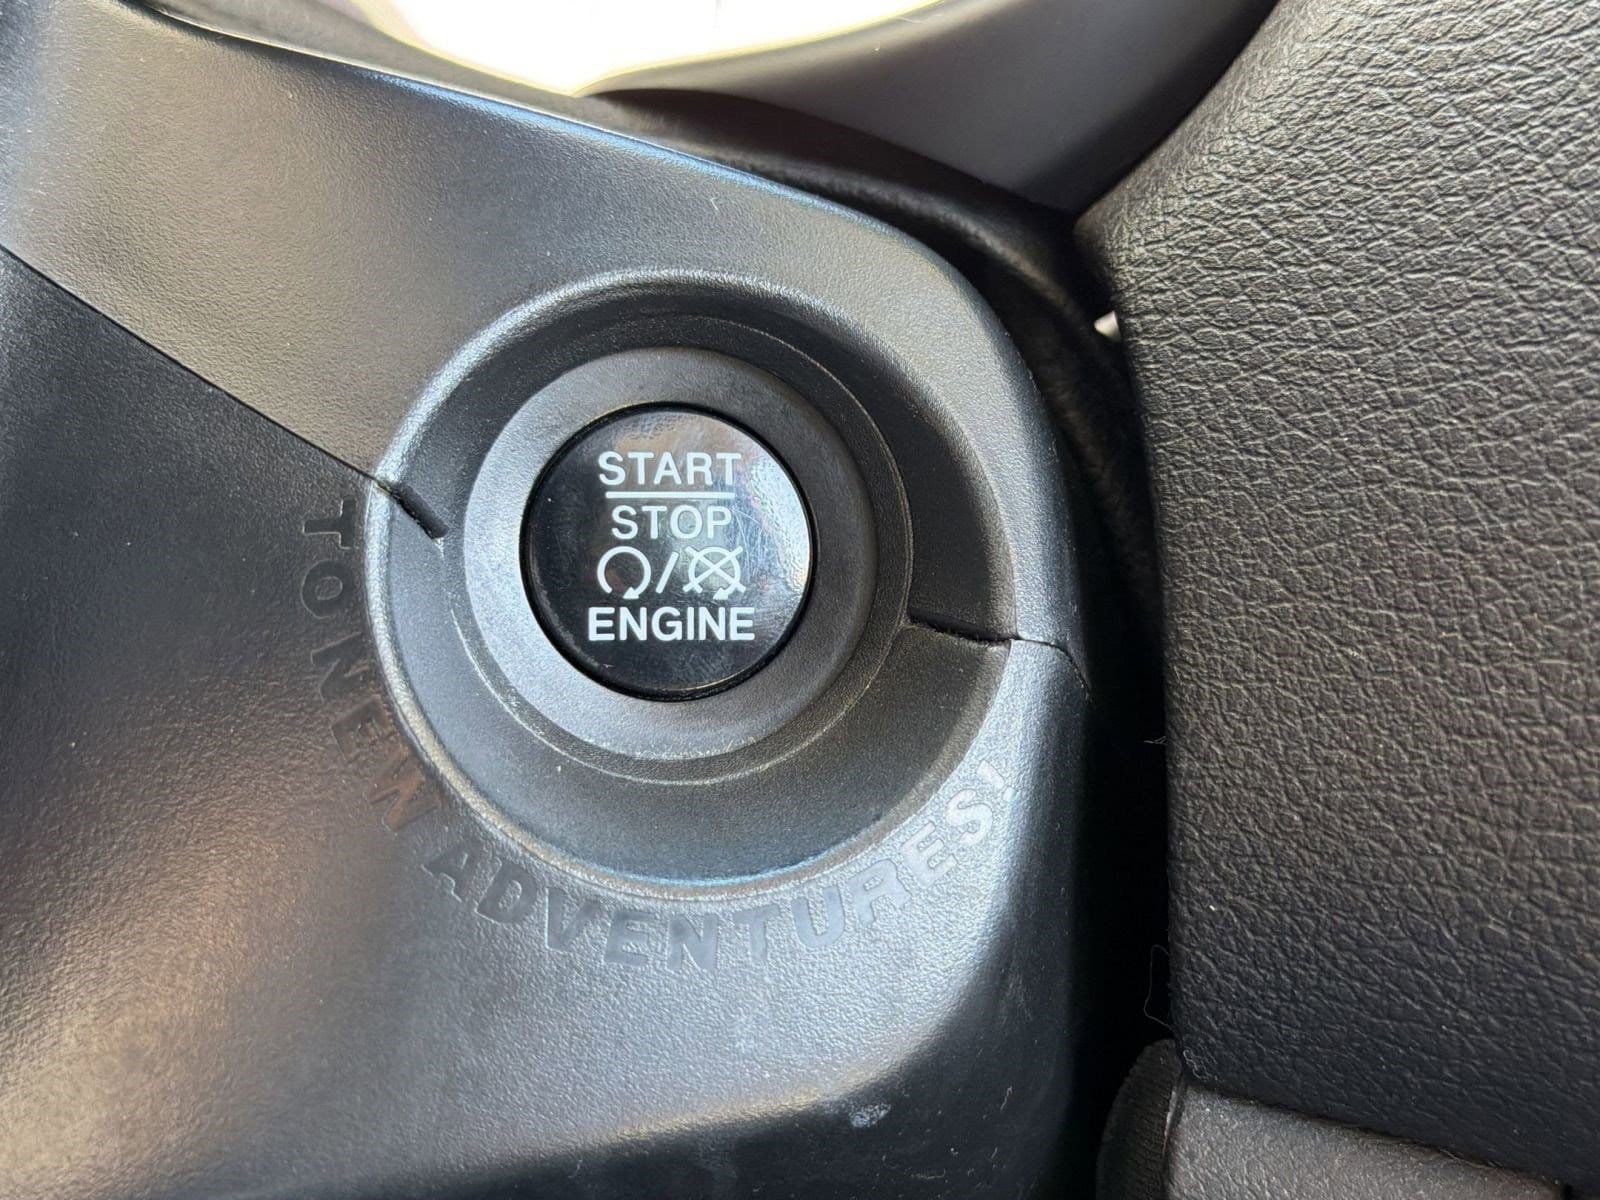 START
STOP
/
ENGINE
TO NEW ADVENTURES!